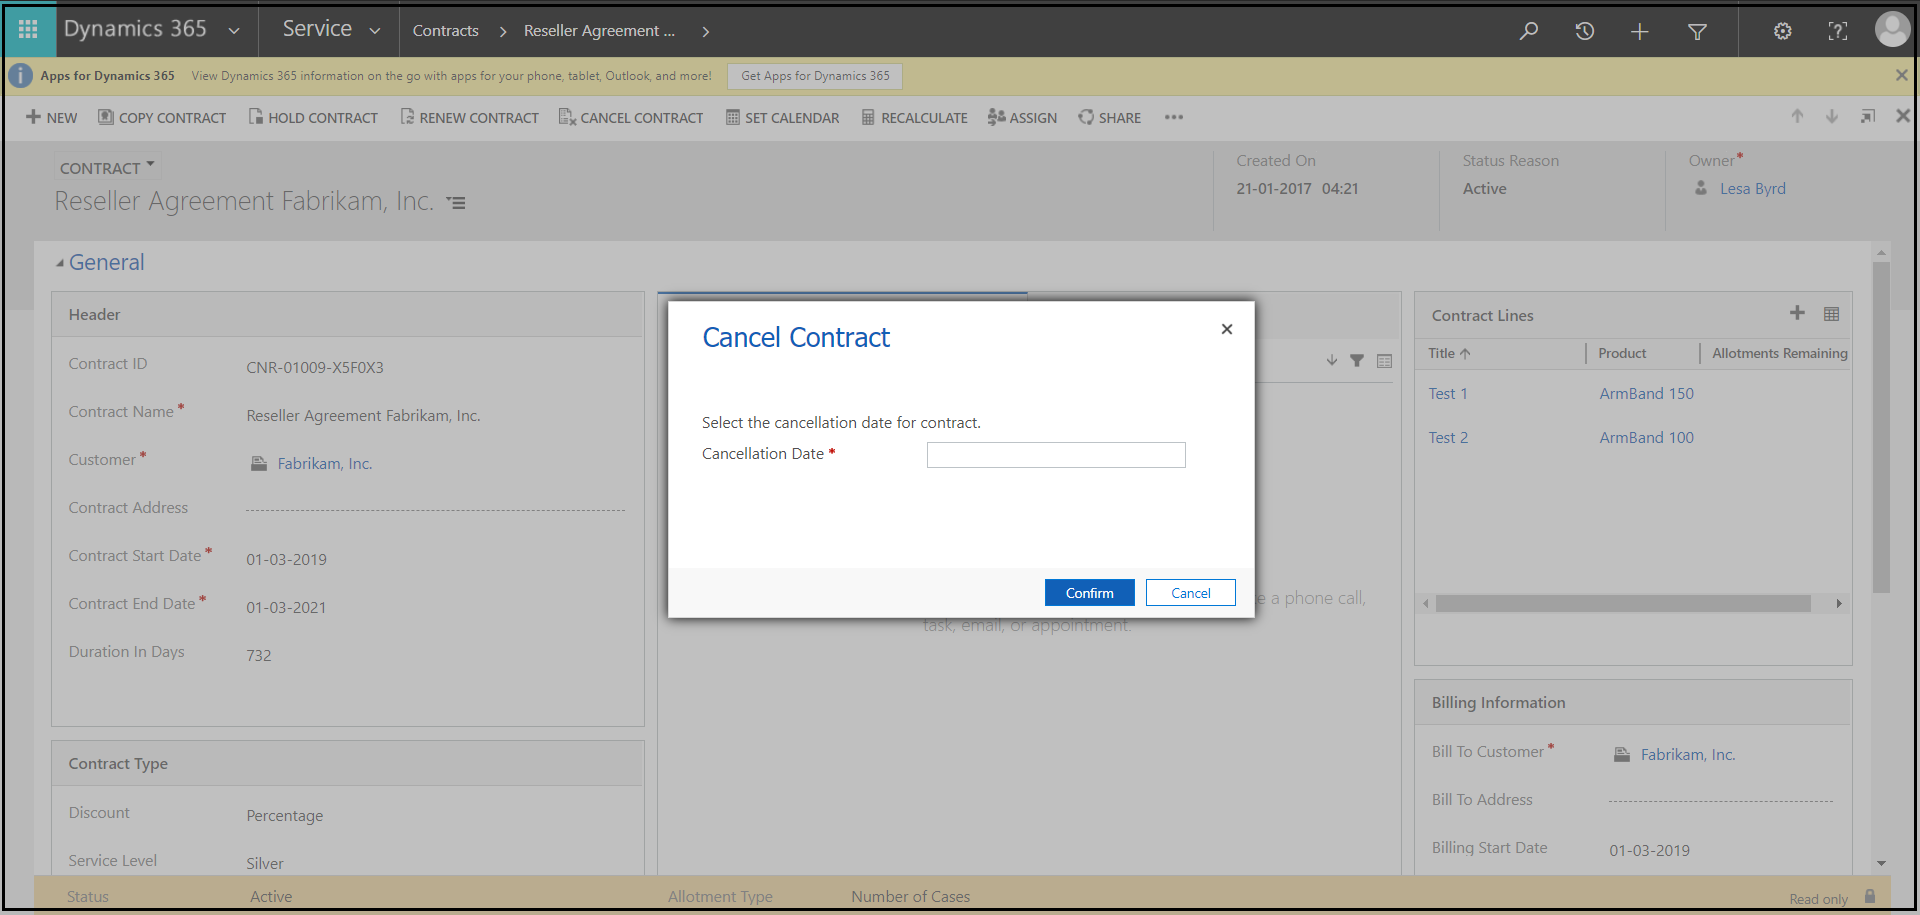 Dynamics 365 Service Contracts Reseller Agreement ...
Apps for Dynamics 365 View Dynamics 365 information on the go with apps for your phone, tablet, Outlook, and more! Get Apps for Dynamics 365
NEW COPY CONTRACT HOLD CONTRACT RENEW CONTRACT CANCEL CONTRACT SET CALENDAR RECALCULATE ASSIGN SHARE •••
CONTRACT
Reseller Agreement Fabrikam, Inc.
Created On
21-01-2017 04:21
Status Reason
Active
Owner*
Lesa Byrd
General
Header
Contract ID CNR-01009-X5F0X3
Contract Name* Reseller Agreement Fabrikam, Inc.
Customer* Fabrikam, Inc.
Contract Address
Contract Start Date* 01-03-2019
Contract End Date* 01-03-2021
Duration In Days 732
Contract Type
Discount Percentage
Service Level Silver
Cancel Contract
Select the cancellation date for contract.
Cancellation Date *
Confirm Cancel
a phone call,
task, email, or appointment.
Contract Lines
Title Product Allotments Remaining
Test 1 ArmBand 150
Test 2 ArmBand 100
Billing Information
Bill To Customer* Fabrikam, Inc.
Bill To Address
Billing Start Date 01-03-2019
Status Active Allotment Type Number of Cases Read only